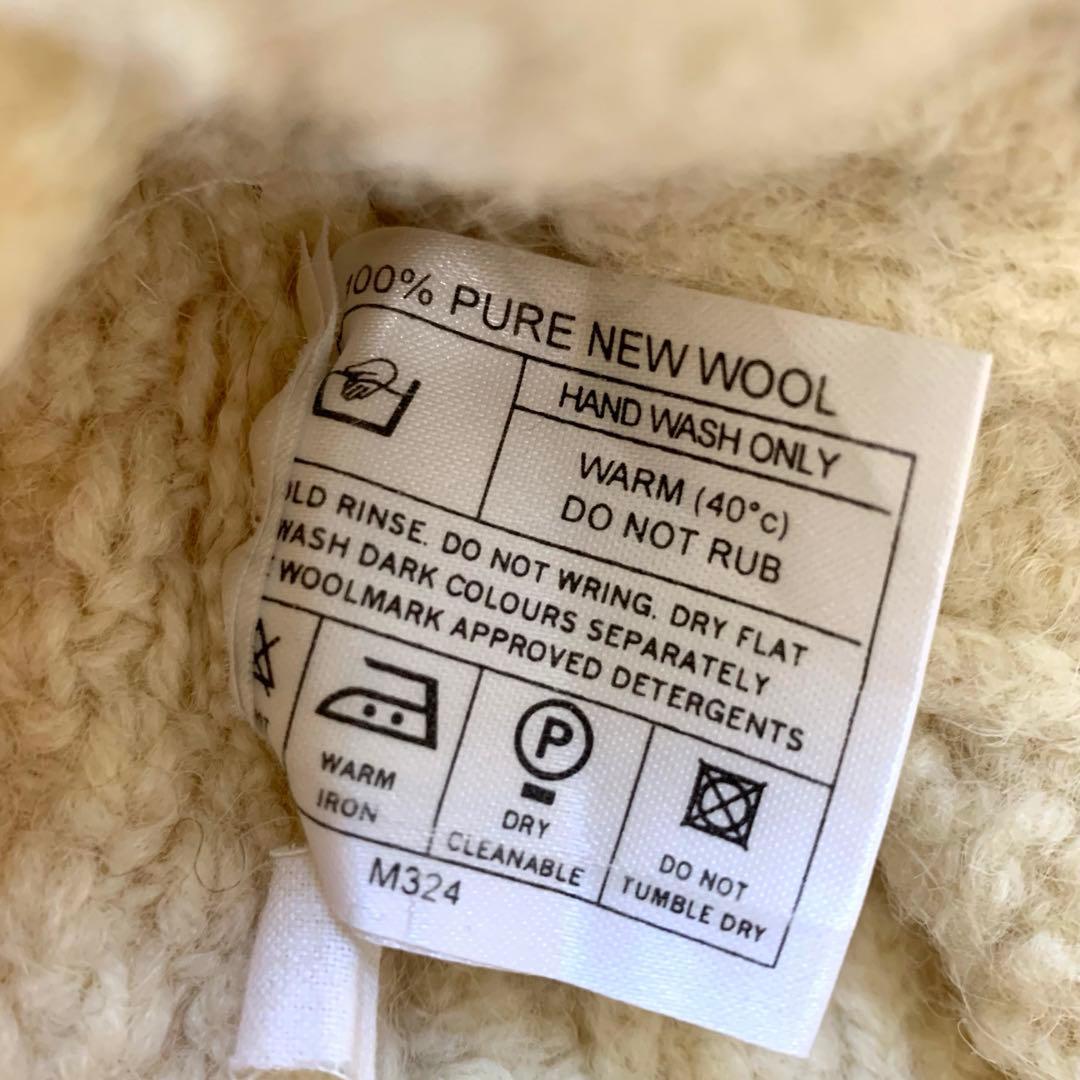 100% PURE NEW WOOL
HAND WASH ONLY
WARM (40°c)
DO NOT RUB
RINSE. DO NOT WRING. DRY FLAT
WASH DARK COLOURS SEPARATELY
WOOLMARK APPROVED DETERGENTS
WARM
IRON
P
DRY
CLEANABLE
DO NOT
TUMBLE DRY
M324